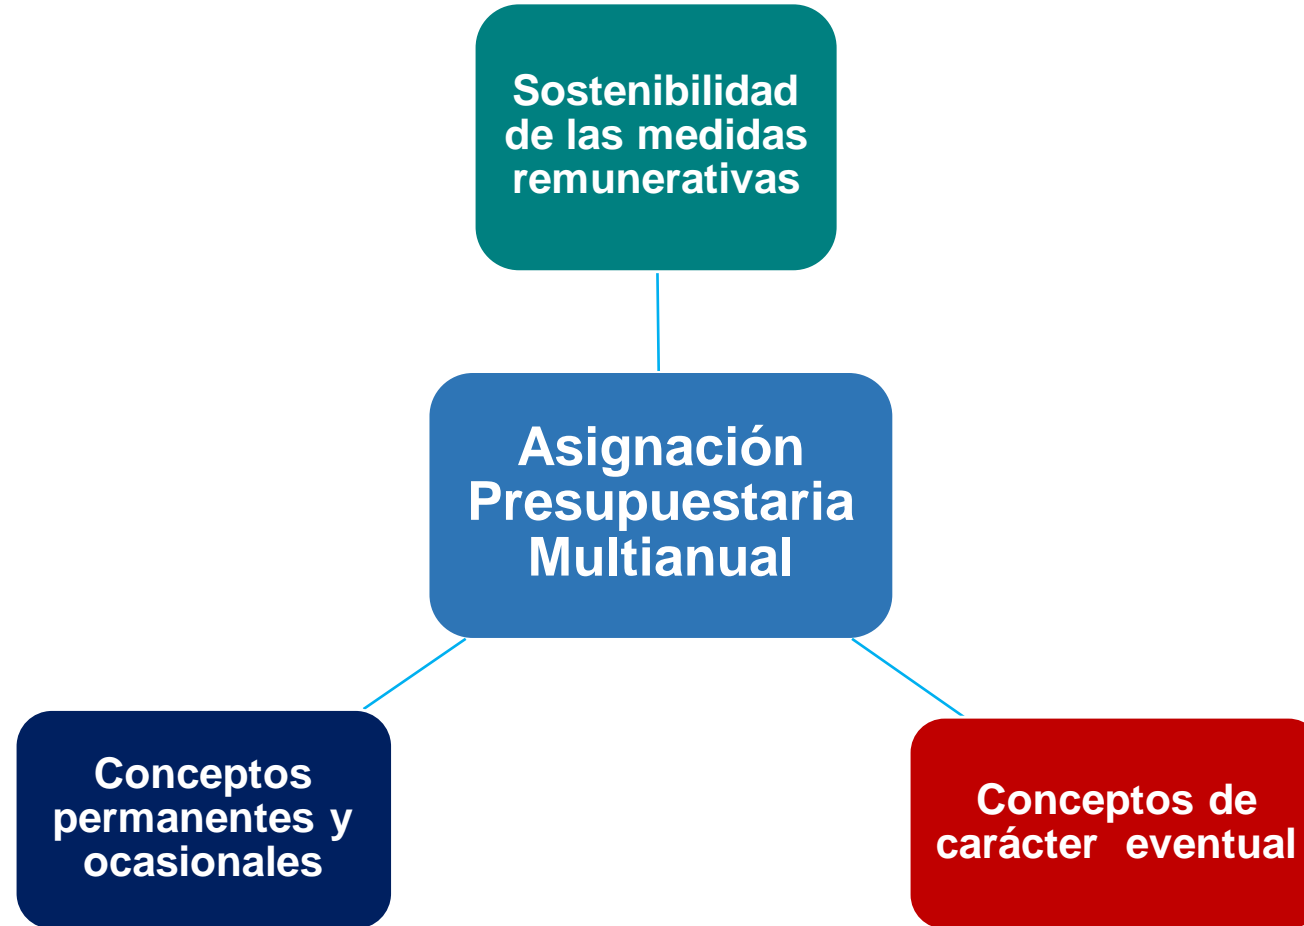 Sostenibilidad
de las medidas
remunerativas
Asignación
Presupuestaria
Multianual
Conceptos
permanentes y
ocasionales
Conceptos de
carácter  eventual